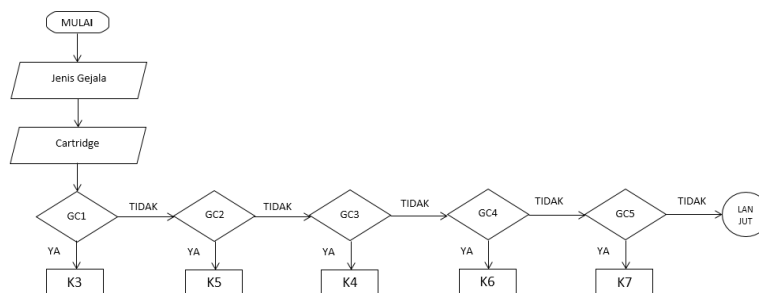 MULAI
Jenis Gejala
Cartridge
GC1
TIDAK
GC2
TIDAK
GC3
TIDAK
GC4
TIDAK
GC5
TIDAK
LAN
JUT
YA
YA
YA
YA
YA
K3
K5
K4
K6
K7